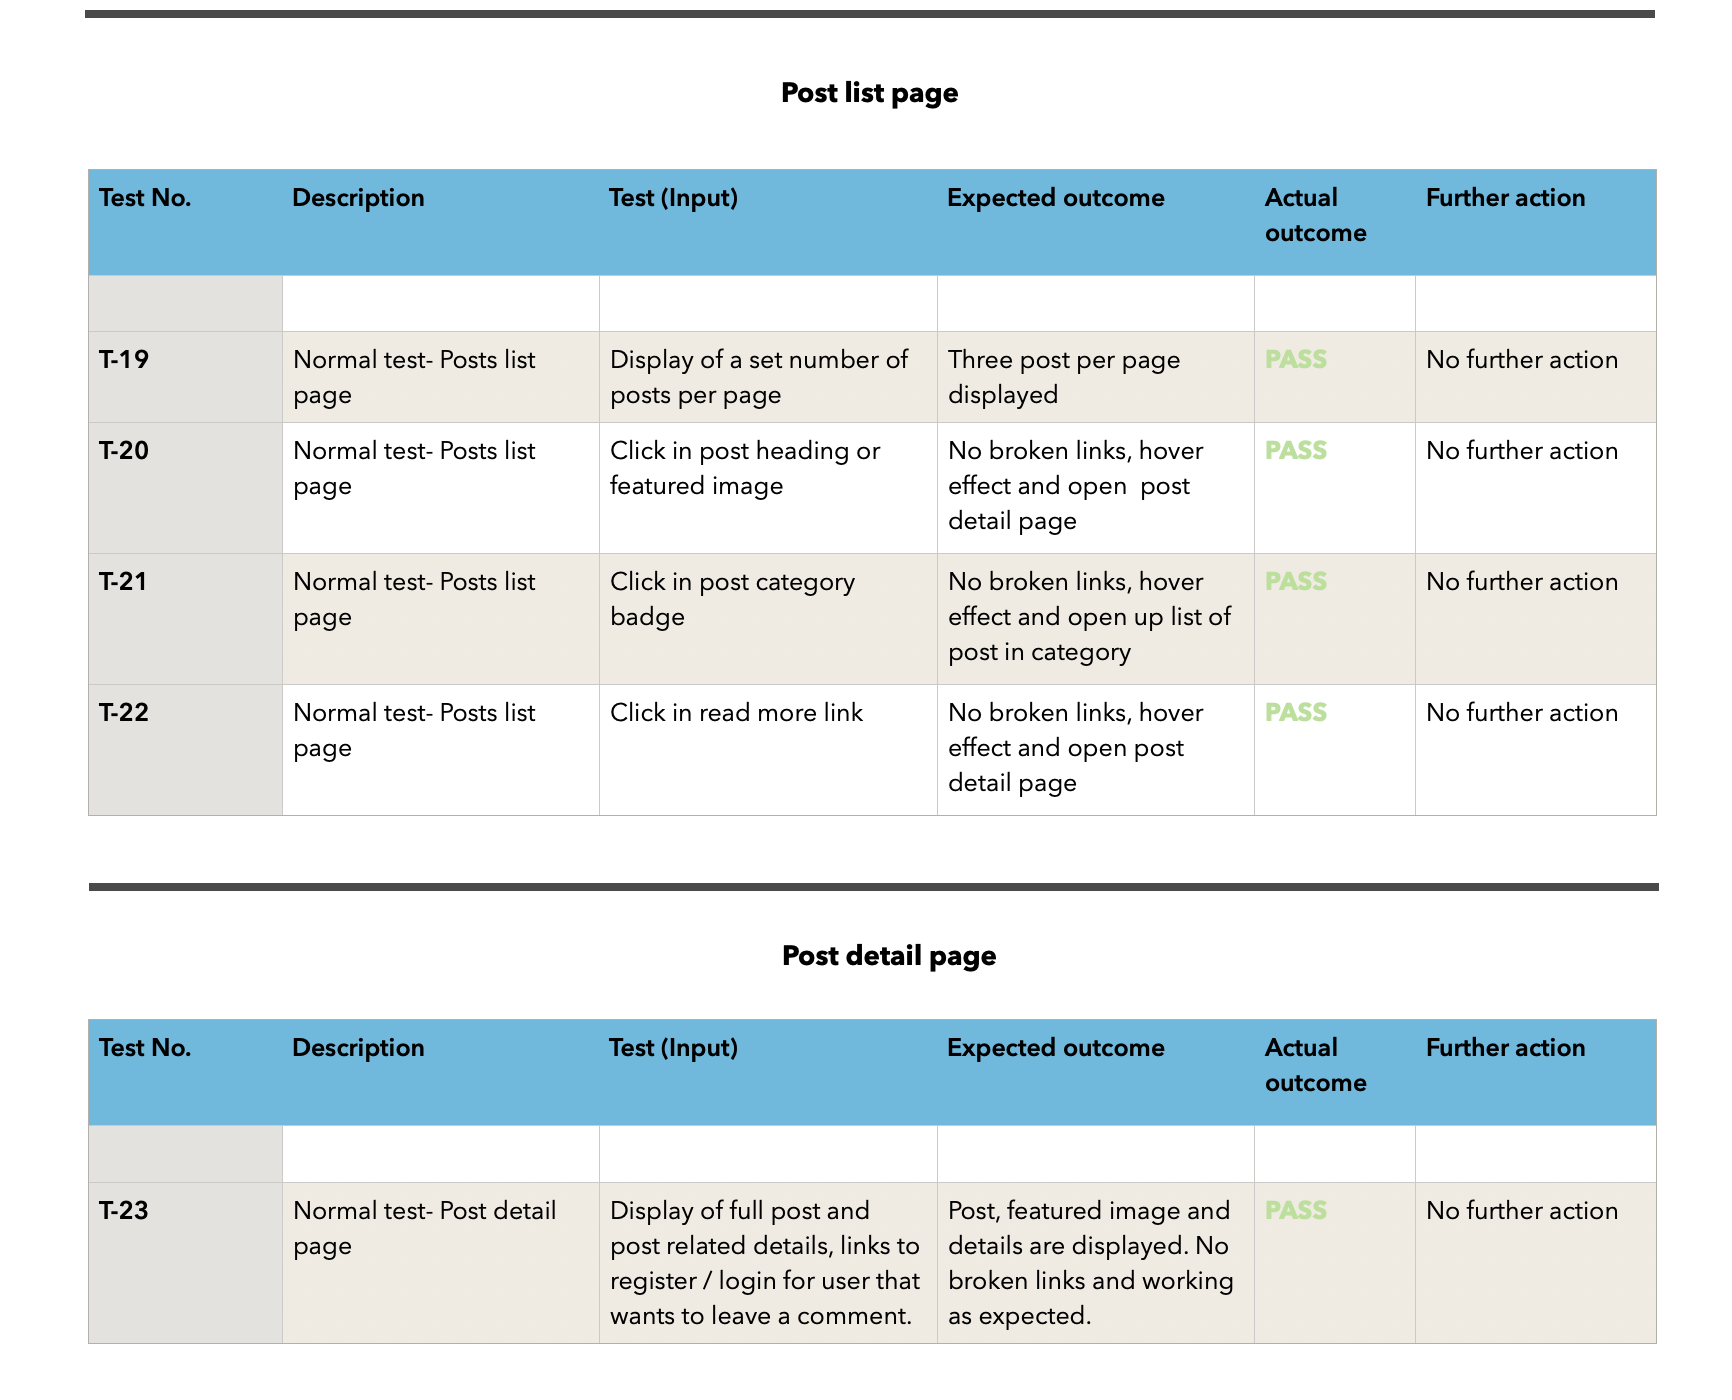 Post list page
Test No. Description Test (Input) Expected outcome Actual outcome Further action
T-19 Normal test- Posts list page Display of a set number of posts per page Three post per page displayed PASS No further action
T-20 Normal test- Posts list page Click in post heading or featured image No broken links, hover effect and open  post detail page PASS No further action
T-21 Normal test- Posts list page Click in post category badge No broken links, hover effect and open up list of post in category PASS No further action
T-22 Normal test- Posts list page Click in read more link No broken links, hover effect and open post detail page PASS No further action
Post detail page
Test No. Description Test (Input) Expected outcome Actual outcome Further action
T-23 Normal test- Post detail page Display of full post and post related details, links to register / login for user that wants to leave a comment. Post, featured image and details are displayed. No broken links and working as expected. PASS No further action